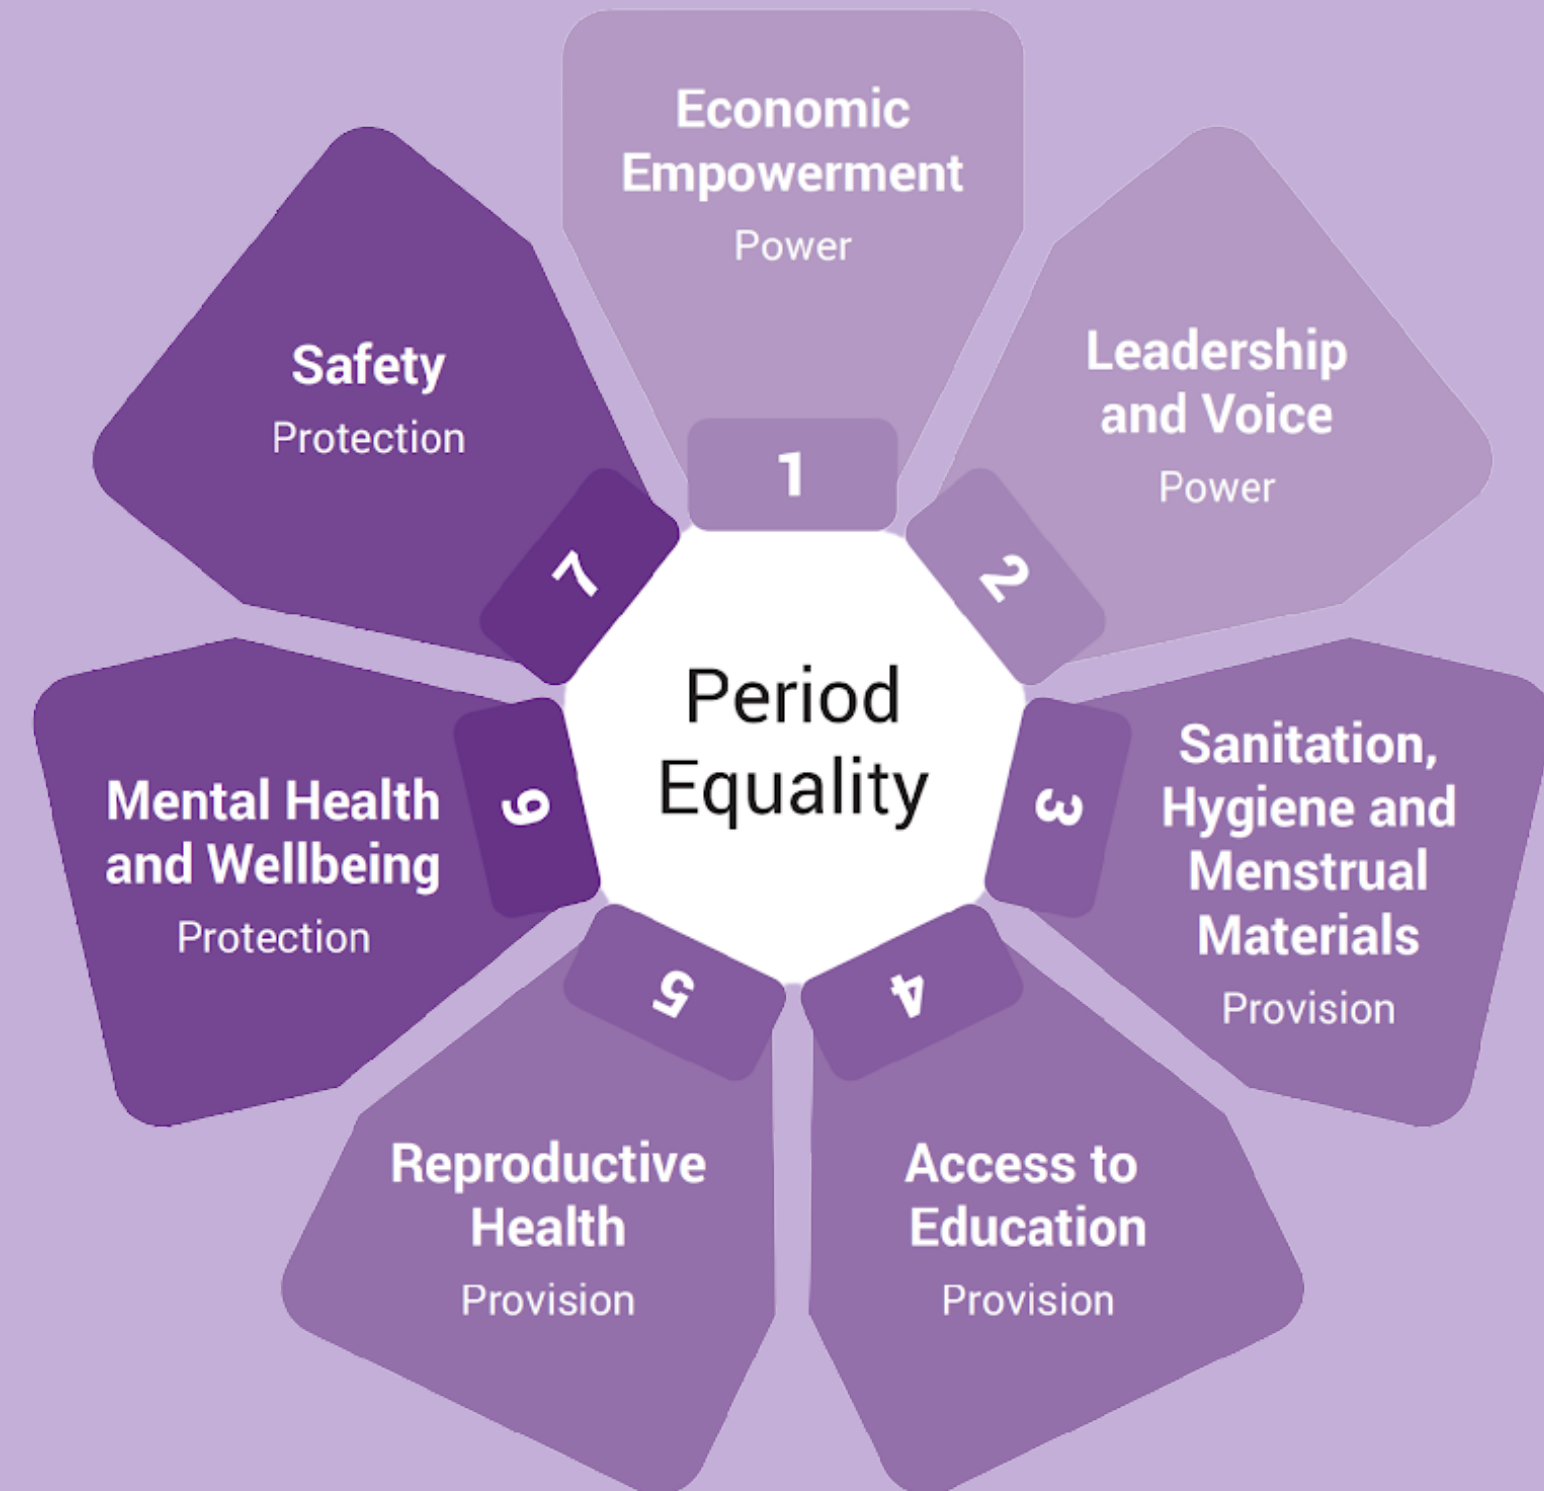 Economic
Empowerment
Power
1
Leadership
and Voice
Power
2
Sanitation,
Hygiene and
Menstrual
Materials
Provision
3
Access to
Education
Provision
4
Reproductive
Health
Provision
5
Mental Health
and Wellbeing
Protection
6
Safety
Protection
7
Period
Equality